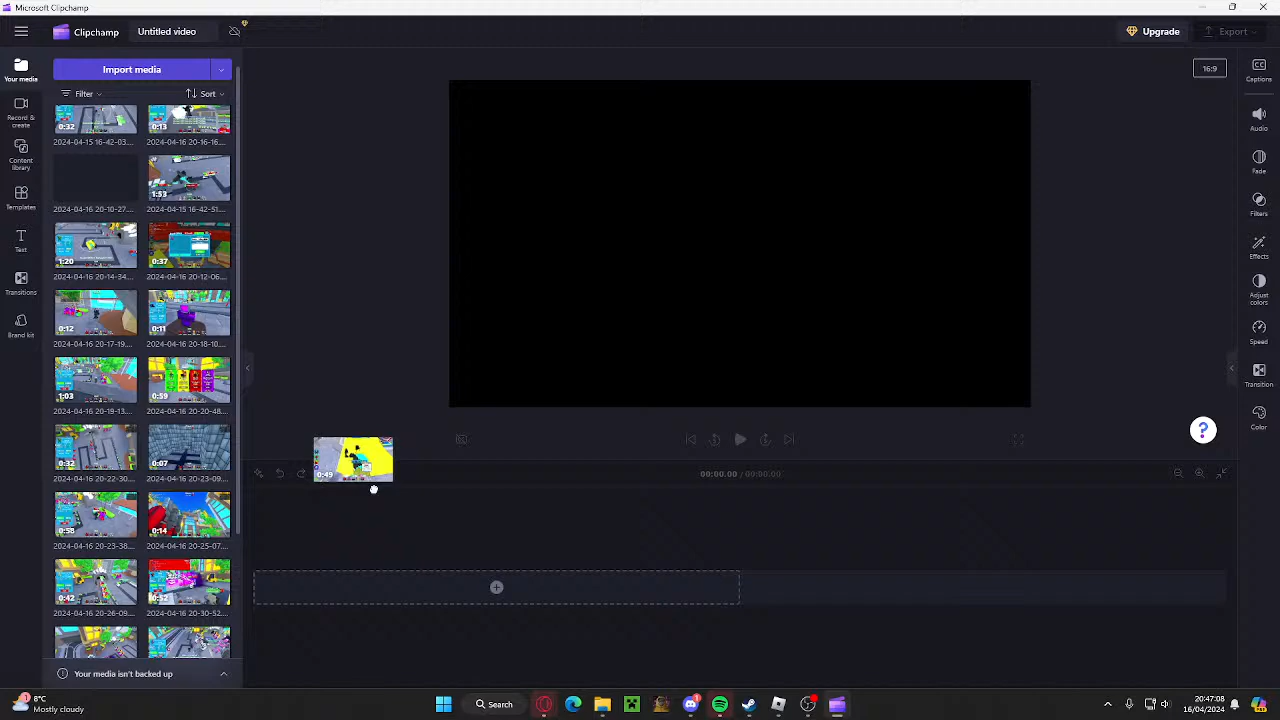 Microsoft Clipchamp
Clipchamp
Untitled video
Upgrade
Export
Your media
Import media
16:9
Captions
Filter
Sort
Record & create
0:32
0:13
Audio
2024-04-15 16-42-03...
2024-04-16 20-16-16...
Content library
Fade
1:53
Templates
2024-04-16 20-10-27...
2024-04-15 16-42-51...
Filters
Text
1:20
0:37
Effects
2024-04-16 20-14-34...
2024-04-16 20-12-06...
Transitions
Adjust colors
Brand kit
0:12
0:11
Speed
2024-04-16 20-17-19...
2024-04-16 20-18-10...
Transition
1:03
0:59
2024-04-16 20-19-13...
2024-04-16 20-20-48...
Color
0:32
0:07
0:49
2024-04-16 20-22-30...
2024-04-16 20-23-09...
00:00.00 / 00:00.00
0:58
0:14
2024-04-16 20-23-38...
2024-04-16 20-25-07...
0:42
0:52
2024-04-16 20-26-09...
2024-04-16 20-30-52...
Your media isn't backed up
1
8°C
Mostly cloudy
Search
1
20:47:08
16/04/2024